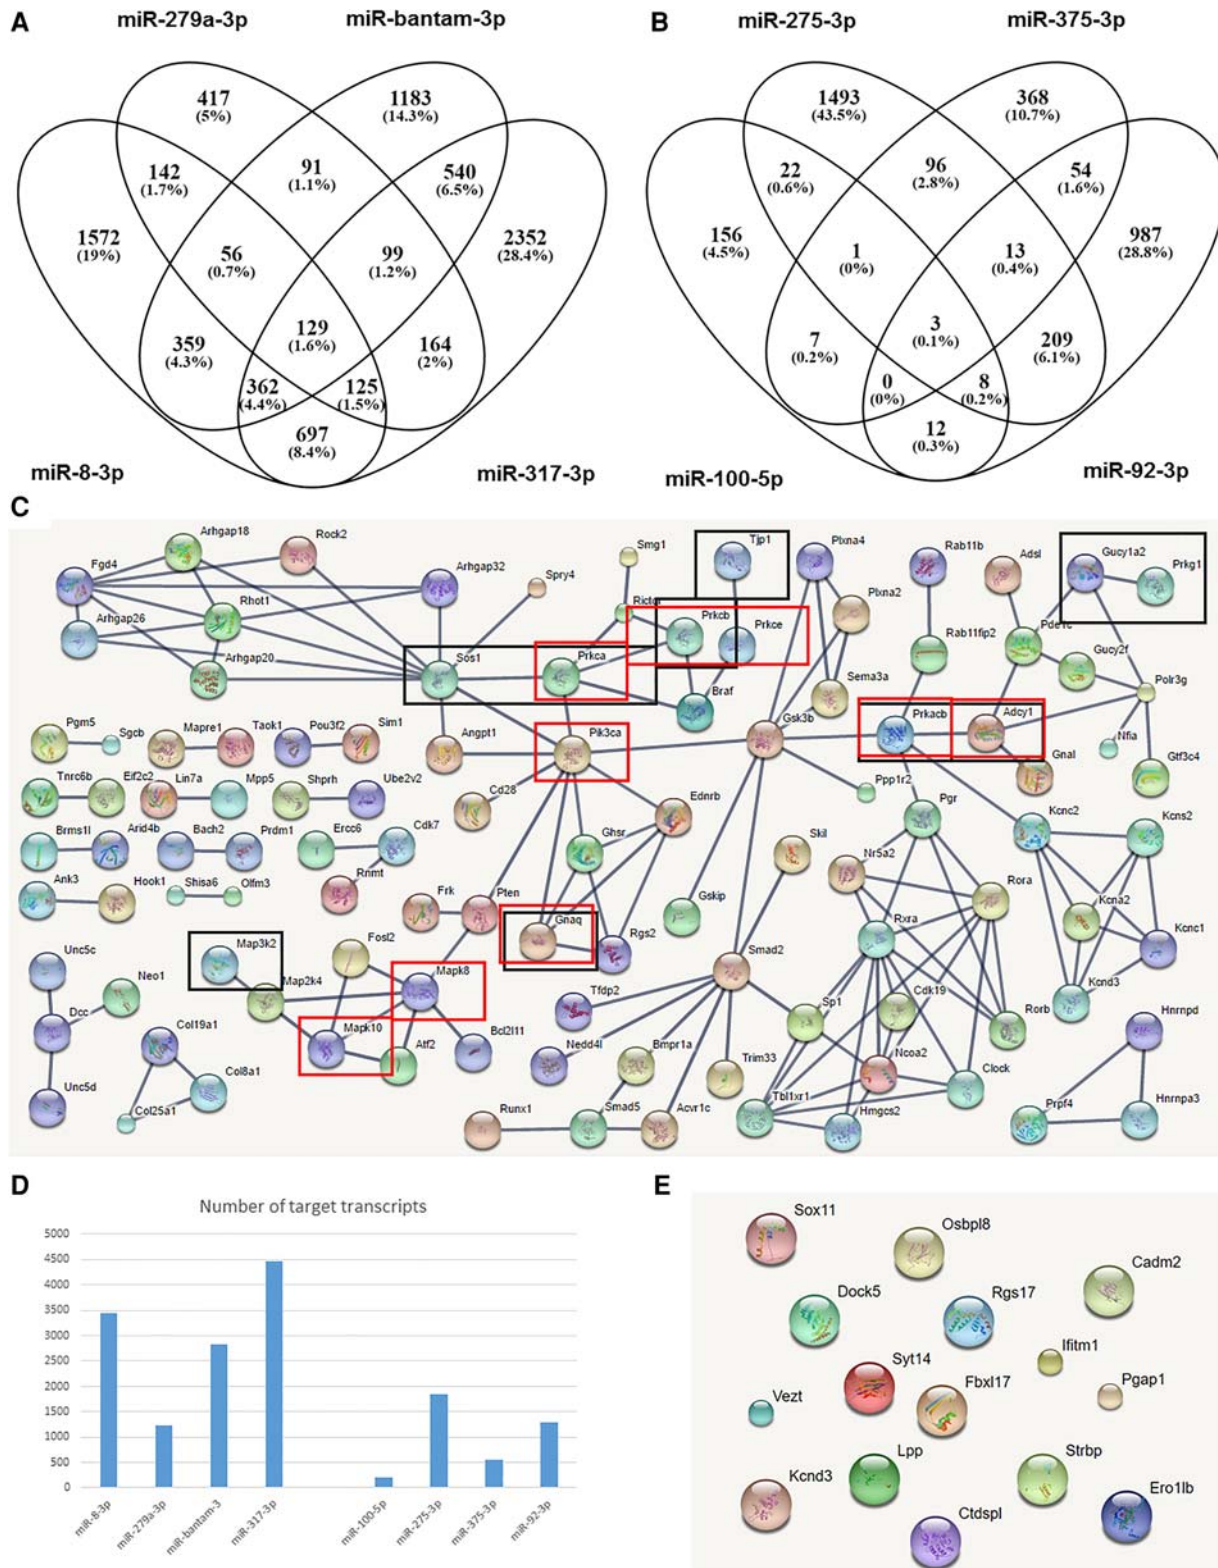 A
miR-279a-3p
miR-bantam-3p
417
(5%)
1183
(14.3%)
142
(1.7%)
91
(1.1%)
540
(6.5%)
1572
(19%)
56
(0.7%)
99
(1.2%)
2352
(28.4%)
359
(4.3%)
129
(1.6%)
164
(2%)
362
(4.4%)
125
(1.5%)
697
(8.4%)
miR-8-3p
miR-317-3p
B
miR-275-3p
miR-375-3p
1493
(43.5%)
368
(10.7%)
22
(0.6%)
96
(2.8%)
54
(1.6%)
156
(4.5%)
1
(0%)
13
(0.4%)
987
(28.8%)
7
(0.2%)
3
(0.1%)
209
(6.1%)
0
(0%)
8
(0.2%)
12
(0.3%)
miR-100-5p
miR-92-3p
C
Arhgap18
Rock2
Fgd4
Arhgap32
Spry4
Smg1
Tjp1
Plxna4
Rab11b
Adsl
Gucy1a2
Prkg1
Rhot1
Arhgap26
Arhgap20
Sos1
Prkca
Rictor
Prkcb
Prkce
Plxna2
Rab11fip2
Pde1c
Gucy2f
Polr3g
Braf
Sema3a
Pgm5
Sgcb
Mapre1
Taok1
Pou3f2
Sim1
Angpt1
Pik3ca
Gsk3b
Prkacb
Adcy1
Nfia
Gnal
Gtf3c4
Tnrc6b
Eif2c2
Lin7a
Mpp5
Shprh
Ube2v2
Cd28
Ednrb
Ppp1r2
Pgr
Kcnc2
Kcns2
Brms1l
Arid4b
Bach2
Prdm1
Ercc6
Cdk7
Ghsr
Skil
Nr5a2
Rora
Ank3
Hook1
Shisa6
Olfm3
Rnmt
Frk
Pten
Gnaq
Rgs2
Gskip
Rxra
Kcna2
Kcnc1
Kcnd3
Unc5c
Neo1
Map3k2
Fosl2
Map2k4
Mapk8
Smad2
Dcc
Col19a1
Tfdp2
Sp1
Cdk19
Rorb
Hnrnpd
Unc5d
Col8a1
Col25a1
Mapk10
Atf2
Bcl2l11
Nedd4l
Bmpr1a
Trim33
Ncoa2
Clock
Runx1
Smad5
Acvr1c
Tbl1xr1
Hmgcs2
Prpf4
Hnrnpa3
D
Number of target transcripts
5000
4500
4000
3500
3000
2500
2000
1500
1000
500
0
miR-8-3p
miR-279a-3p
miR-bantam-3
miR-317-3p
miR-100-5p
miR-275-3p
miR-375-3p
miR-92-3p
E
Sox11
Osbpl8
Cadm2
Dock5
Rgs17
Ifitm1
Syt14
Fbxl17
Pgap1
Vezt
Lpp
Strbp
Kcnd3
Ctdspl
Ero1lb